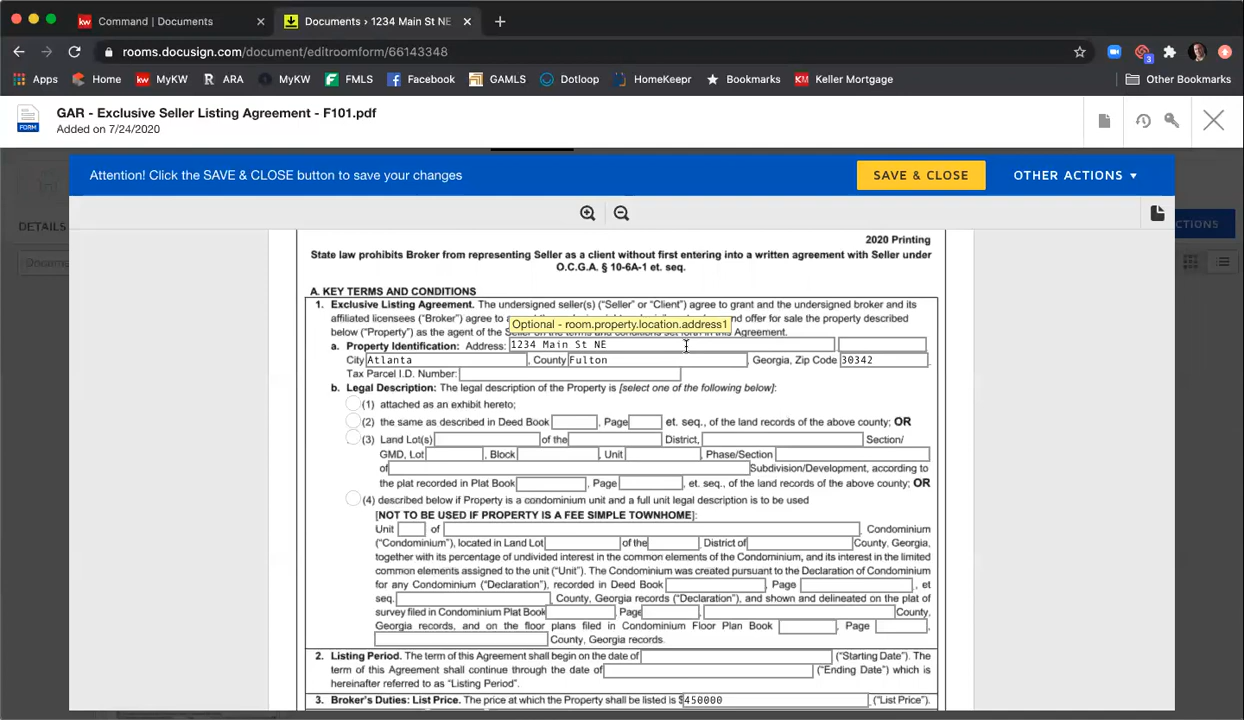 kw Command | Documents
Documents › 1234 Main St NE
rooms.docusign.com/document/editroomform/66143348
Apps Home kw MyKW R ARA MyKW FMLS Facebook GAMLS Dotloop HomeKeepr Bookmarks KM Keller Mortgage Other Bookmarks
3
FORM
GAR - Exclusive Seller Listing Agreement - F101.pdf
Added on 7/24/2020
Attention! Click the SAVE & CLOSE button to save your changes
SAVE & CLOSE
OTHER ACTIONS
DETAILS
CTIONS
Docume
2020 Printing
State law prohibits Broker from representing Seller as a client without first entering into a written agreement with Seller under
O.C.G.A. § 10-6A-1 et. seq.
A. KEY TERMS AND CONDITIONS
1. Exclusive Listing Agreement. The undersigned seller(s) ("Seller" or "Client") agree to grant and the undersigned broker and its
affiliated licensees ("Broker") agree to and offer for sale the property described
Optional - room.property.location.address1
below ("Property") as the agent of the Seller on the terms and conditions set forth in this Agreement.
a. Property Identification: Address: 1234 Main St NE
City Atlanta , County Fulton , Georgia, Zip Code 30342 .
Tax Parcel I.D. Number:
b. Legal Description: The legal description of the Property is [select one of the following below]:
(1) attached as an exhibit hereto;
(2) the same as described in Deed Book , Page et. seq., of the land records of the above county; OR
(3) Land Lot(s) of the District, Section/
GMD, Lot , Block , Unit , Phase/Section
of Subdivision/Development, according to
the plat recorded in Plat Book , Page , et. seq., of the land records of the above county; OR
(4) described below if Property is a condominium unit and a full unit legal description is to be used
[NOT TO BE USED IF PROPERTY IS A FEE SIMPLE TOWNHOME]:
Unit of , Condominium
("Condominium"), located in Land Lot of the District of County, Georgia,
together with its percentage of undivided interest in the common elements of the Condominium, and its interest in the limited
common elements assigned to the unit ("Unit"). The Condominium was created pursuant to the Declaration of Condominium
for any Condominium ("Declaration"), recorded in Deed Book , Page , et
seq. , County, Georgia records ("Declaration"), and shown and delineated on the plat of
survey filed in Condominium Plat Book , Page , County,
Georgia records, and on the floor plans filed in Condominium Floor Plan Book , Page ,
County, Georgia records.
2. Listing Period. The term of this Agreement shall begin on the date of ("Starting Date"). The
term of this Agreement shall continue through the date of ("Ending Date") which is
hereinafter referred to as "Listing Period".
3. Broker's Duties: List Price. The price at which the Property shall be listed is $450000 ("List Price").